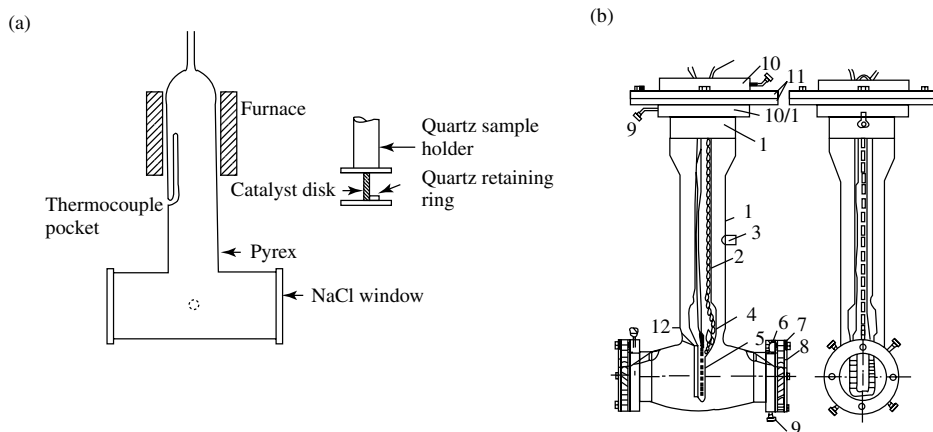 (a)
Furnace
Quartz sample
holder
Catalyst disk
Quartz retaining
ring
Thermocouple
pocket
Pyrex
NaCl window
(b)
10
11
9
10/1
1
1
3
2
12
4
5
6
7
8
9